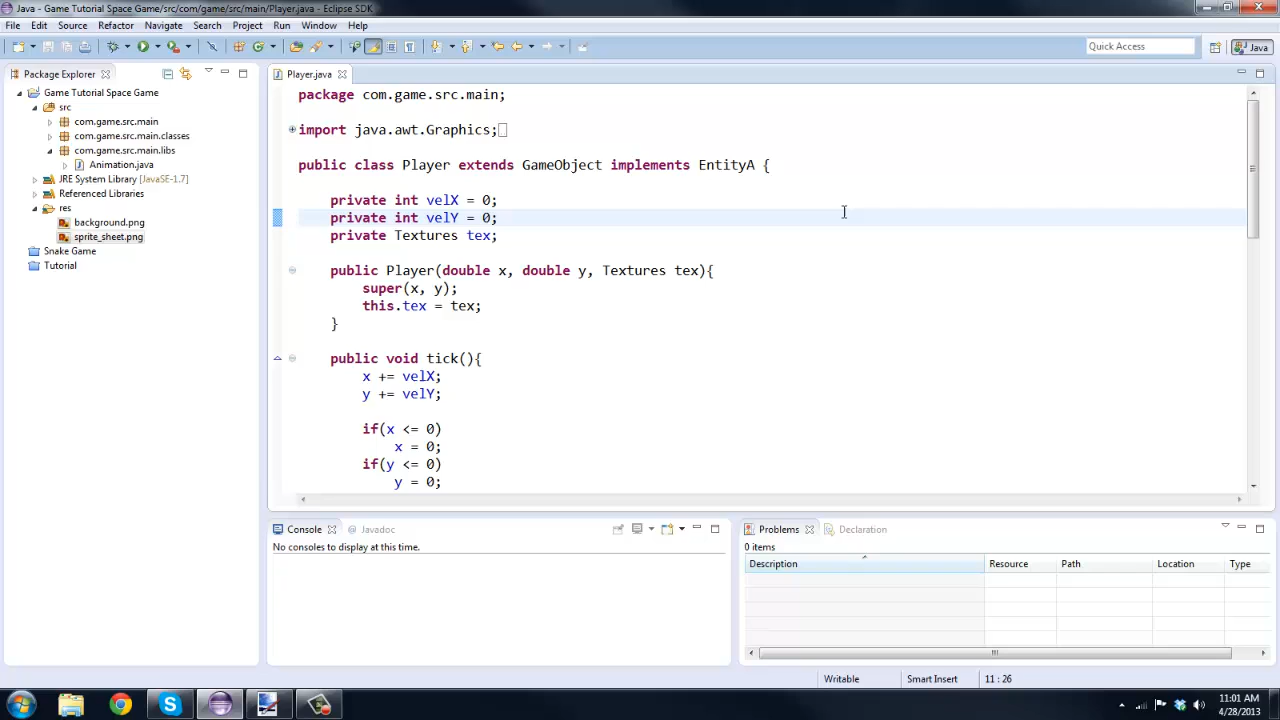 Java - Game Tutorial Space Game/src/com/game/src/main/Player.java - Eclipse SDK
File Edit Source Refactor Navigate Search Project Run Window Help
Quick Access
Java
Package Explorer
Player.java
Game Tutorial Space Game
src
com.game.src.main
com.game.src.main.classes
com.game.src.main.libs
Animation.java
JRE System Library [JavaSE-1.7]
Referenced Libraries
res
background.png
sprite_sheet.png
Snake Game
Tutorial
package com.game.src.main;
import java.awt.Graphics;
public class Player extends GameObject implements EntityA {
private int velX = 0;
private int velY = 0;
private Textures tex;
public Player(double x, double y, Textures tex){
super(x, y);
this.tex = tex;
}
public void tick(){
x += velX;
y += velY;
if(x <= 0)
x = 0;
if(y <= 0)
y = 0;
Console Javadoc
No consoles to display at this time.
Problems Declaration
0 items
Description Resource Path Location Type
Writable Smart Insert 11 : 26
11:01 AM
4/28/2013